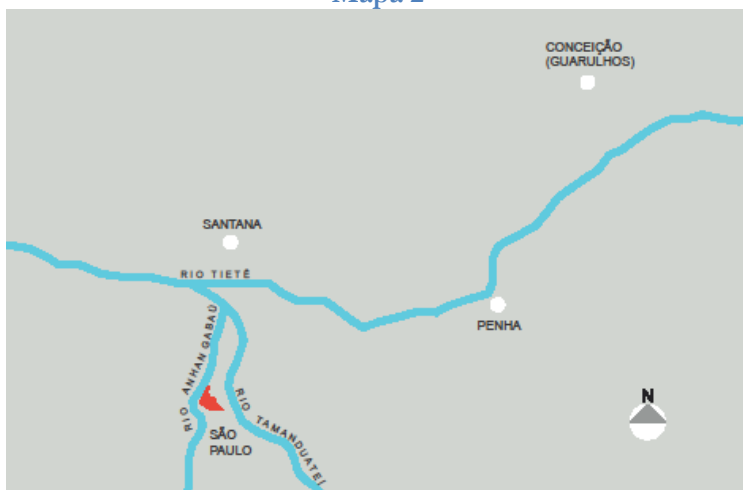 Mapa 2
CONCEIÇÃO
(GUARULHOS)
SANTANA
RIO TIETÊ
PENHA
RIO ANHANGABAÚ
RIO TAMANDUATEÍ
SÃO
PAULO
N